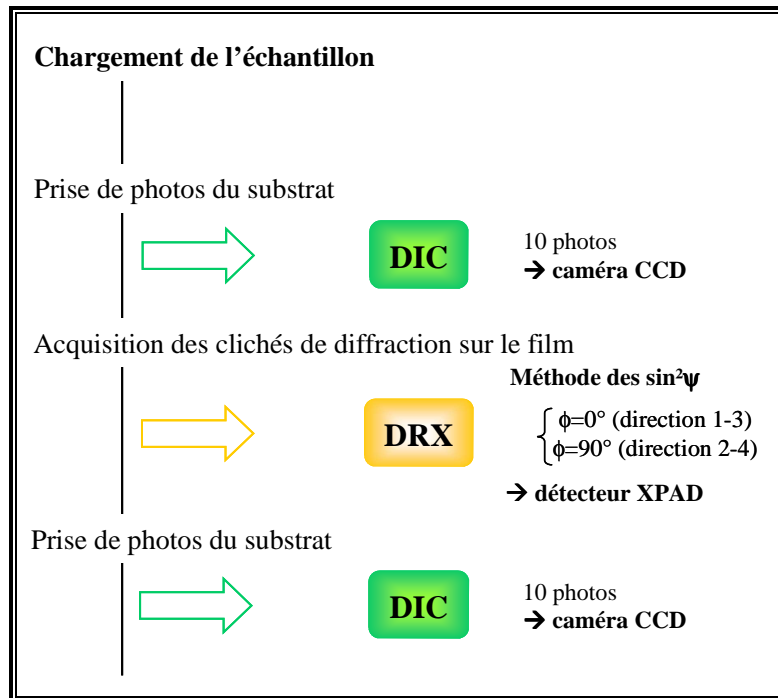 Chargement de l'échantillon
Prise de photos du substrat
DIC
10 photos
→ caméra CCD
Acquisition des clichés de diffraction sur le film
Méthode des sin²ψ
DRX
ϕ=0° (direction 1-3)
ϕ=90° (direction 2-4)
→ détecteur XPAD
Prise de photos du substrat
DIC
10 photos
→ caméra CCD